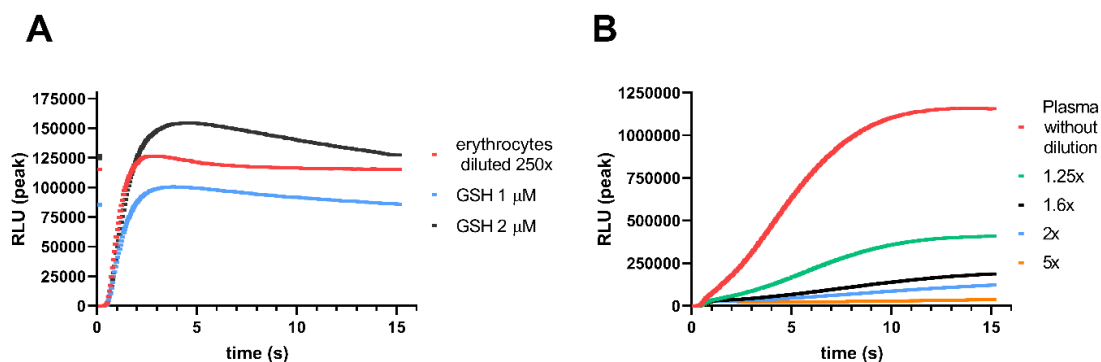 A
RLU (peak)
175000
150000
125000
100000
75000
50000
25000
0
0
5
10
15
time (s)
erythrocytes
diluted 250x
GSH 1 μM
GSH 2 μM
B
RLU (peak)
1250000
1000000
750000
500000
250000
0
0
5
10
15
time (s)
Plasma
without
dilution
1.25x
1.6x
2x
5x